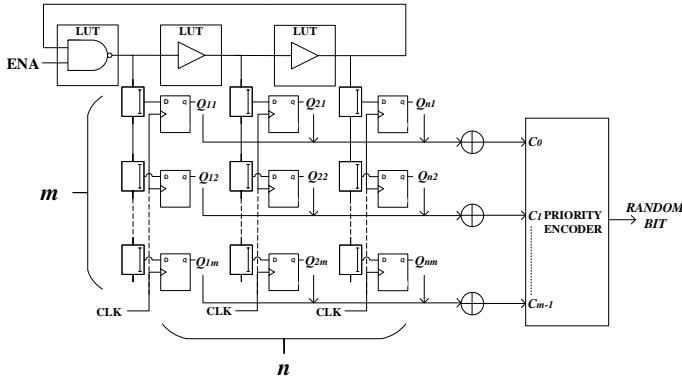 LUT LUT LUT
ENA
D Q Q11 D Q Q21 D Q Qn1
C0
m
D Q Q12 D Q Q22 D Q Qn2
C1 PRIORITY ENCODER
RANDOM BIT
D Q Q1m D Q Q2m D Q Qnm
Cm-1
CLK CLK CLK
n